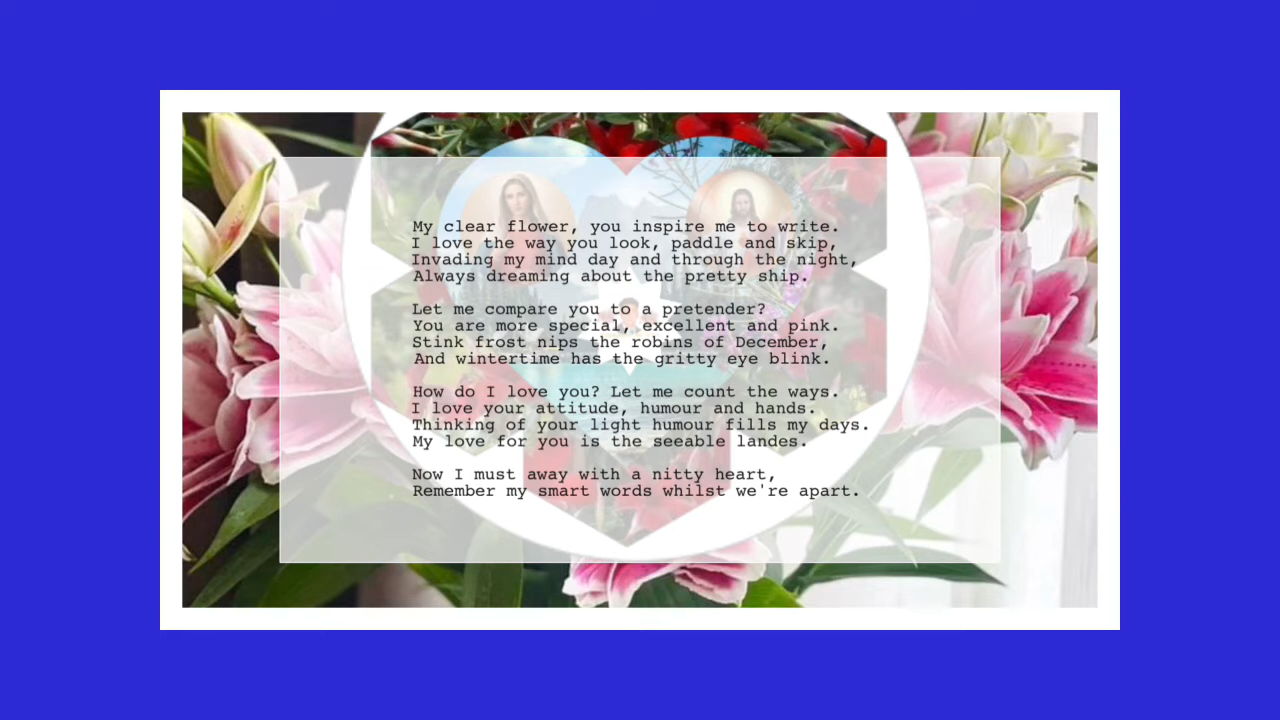 My clear flower, you inspire me to write.
I love the way you look, paddle and skip,
Invading my mind day and through the night,
Always dreaming about the pretty ship.
Let me compare you to a pretender?
You are more special, excellent and pink.
Stink frost nips the robins of December,
And wintertime has the gritty eye blink.
How do I love you? Let me count the ways.
I love your attitude, humour and hands.
Thinking of your light humour fills my days.
My love for you is the seeable landes.
Now I must away with a nitty heart,
Remember my smart words whilst we're apart.